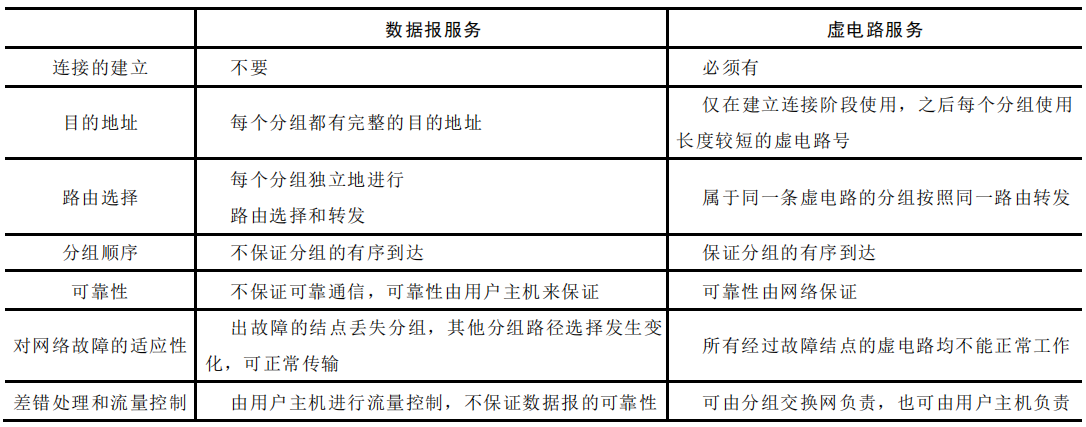 数据报服务 虚电路服务
连接的建立 不要 必须有
目的地址 每个分组都有完整的目的地址 仅在建立连接阶段使用，之后每个分组使用
长度较短的虚电路号
路由选择 每个分组独立地进行
路由选择和转发 属于同一条虚电路的分组按照同一路由转发
分组顺序 不保证分组的有序到达 保证分组的有序到达
可靠性 不保证可靠通信，可靠性由用户主机来保证 可靠性由网络保证
对网络故障的适应性 出故障的结点丢失分组，其他分组路径选择发生变
化，可正常传输 所有经过故障结点的虚电路均不能正常工作
差错处理和流量控制 由用户主机进行流量控制，不保证数据报的可靠性 可由分组交换网负责，也可由用户主机负责